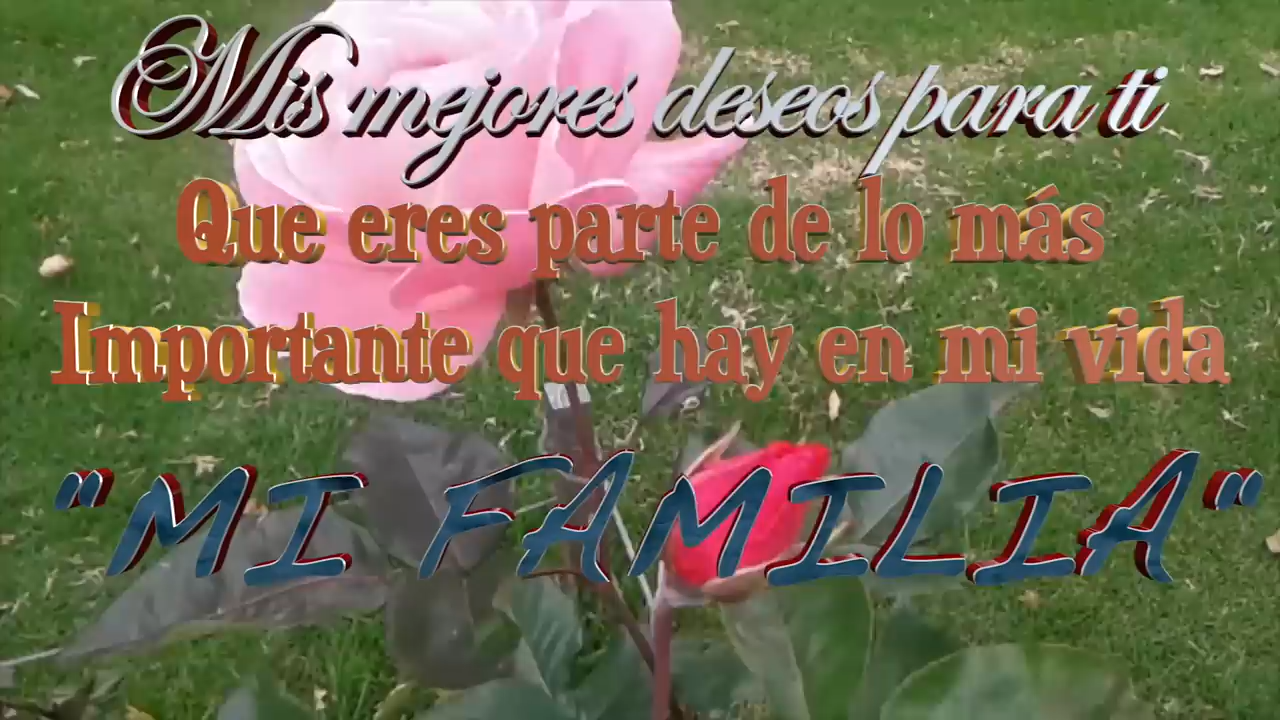 Mis mejores deseos para ti
Que eres parte de lo más
Importante que hay en mi vida
"MI FAMILIA"